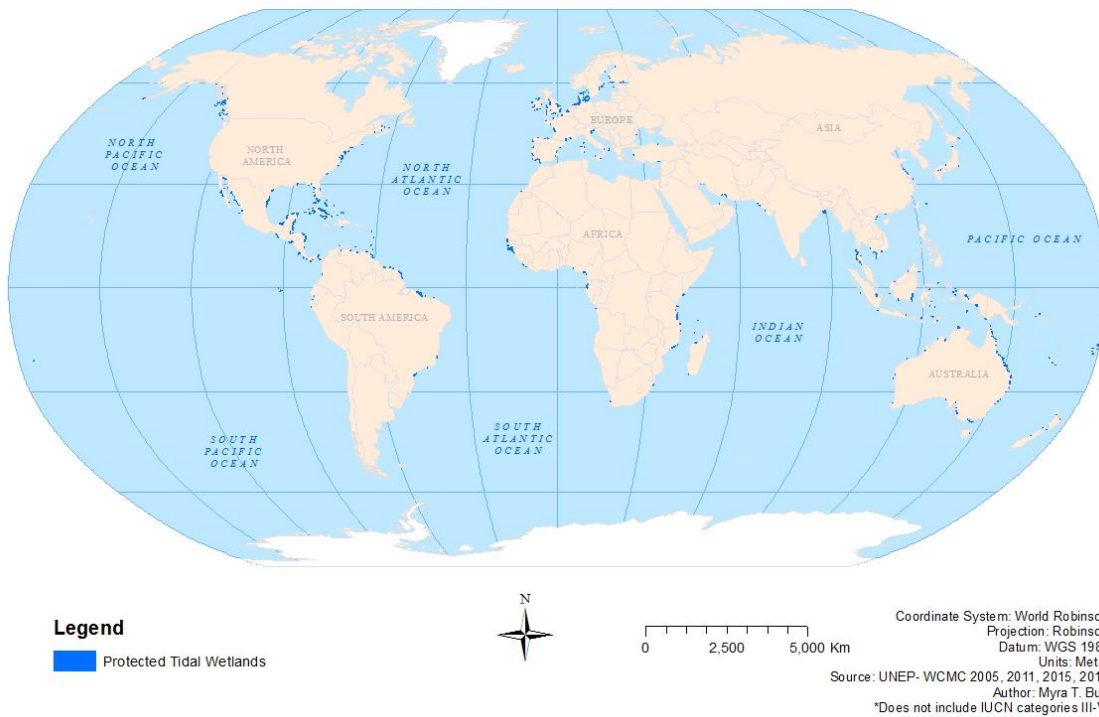 NORTH
PACIFIC
OCEAN
NORTH
AMERICA
NORTH
ATLANTIC
OCEAN
EUROPE
ASIA
AFRICA
PACIFIC OCEAN
SOUTH AMERICA
INDIAN
OCEAN
AUSTRALIA
SOUTH
PACIFIC
OCEAN
SOUTH
ATLANTIC
OCEAN
Legend
Protected Tidal Wetlands
N
0 2,500 5,000 Km
Coordinate System: World
Projection:
Datum: WGS
Units:
Source: UNEP- WCMC 2005, 2011, 2015,
Author: Myra T.
*Does not include IUCN categories